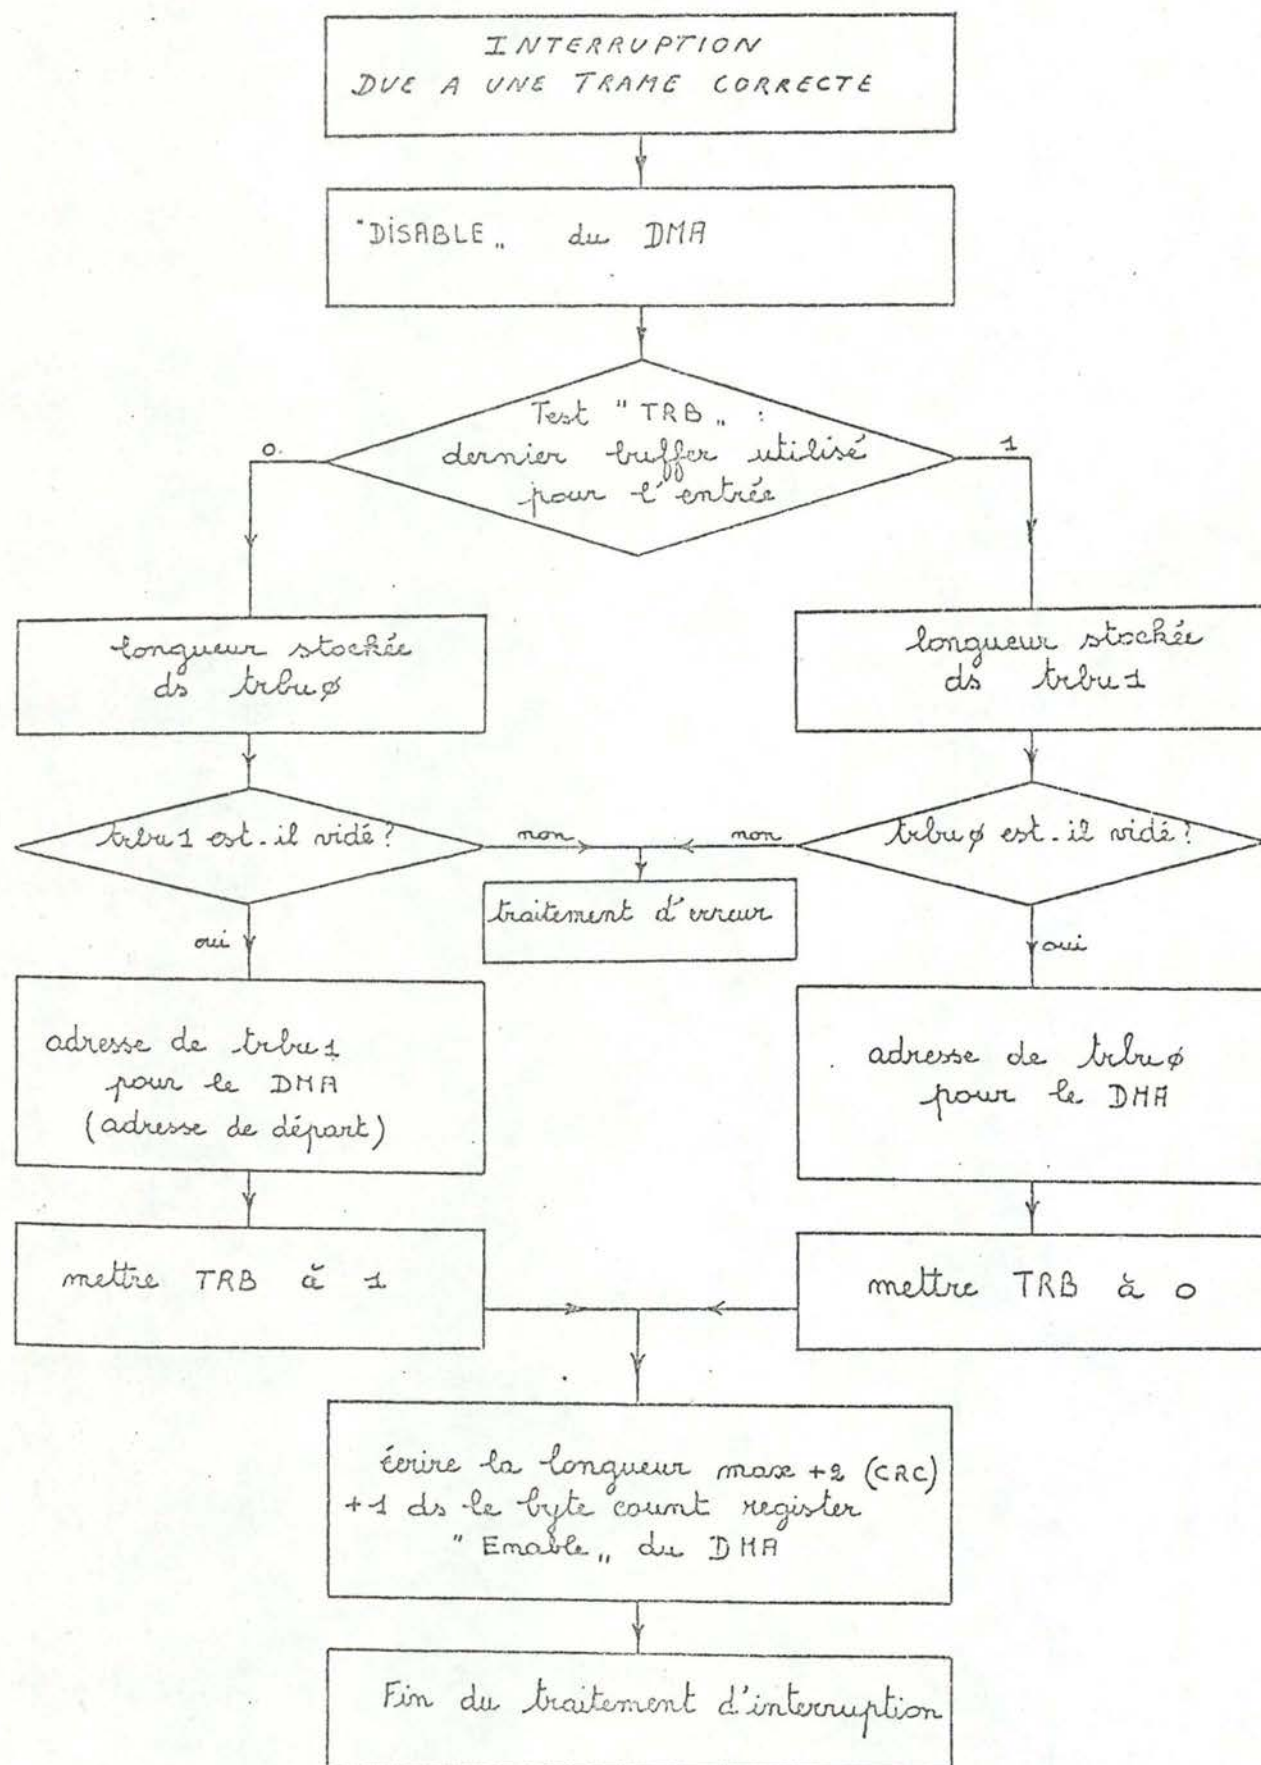 INTERRUPTION
DUE A UNE TRAME CORRECTE
"DISABLE„ du DMA
Test "TRB„ :
dernier buffer utilisé
pour l'entrée
0
1
longueur stockée
ds trbuø
longueur stockée
ds trbu1
trbu1 est-il vidé?
non
non
trbuø est-il vidé?
traitement d'erreur
oui
oui
adresse de trbu1
pour le DMA
(adresse de départ)
adresse de trbuø
pour le DMA
mettre TRB à 1
mettre TRB à 0
écrire la longueur max +2 (CRC)
+1 ds le byte count register
"Enable„ du DMA
Fin du traitement d'interruption